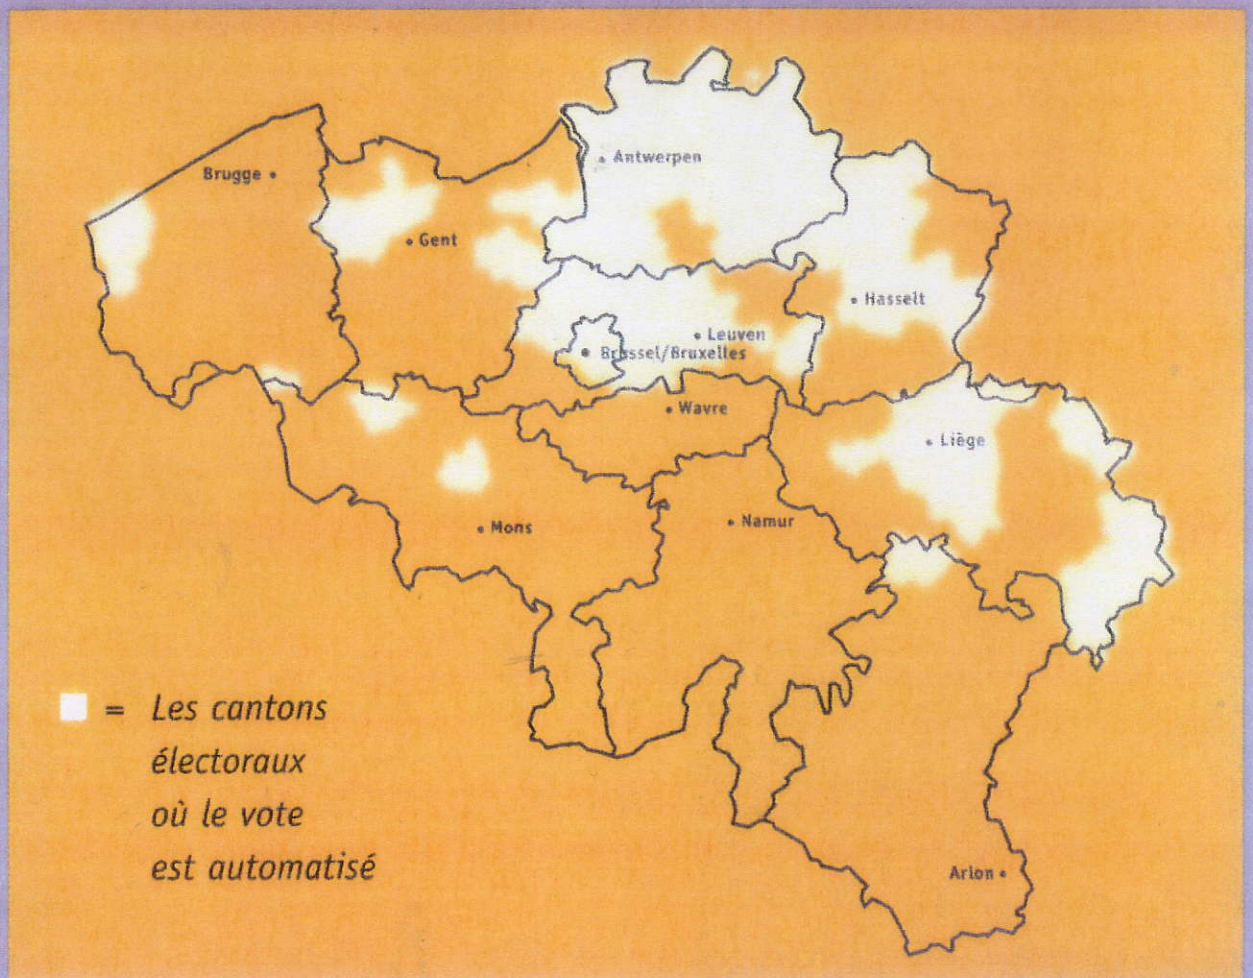 Antwerpen
Brugge
Gent
Hasselt
Leuven
Brussel/Bruxelles
Wavre
Liège
Mons
Namur
= Les cantons
électoraux
où le vote
est automatisé
Arlon